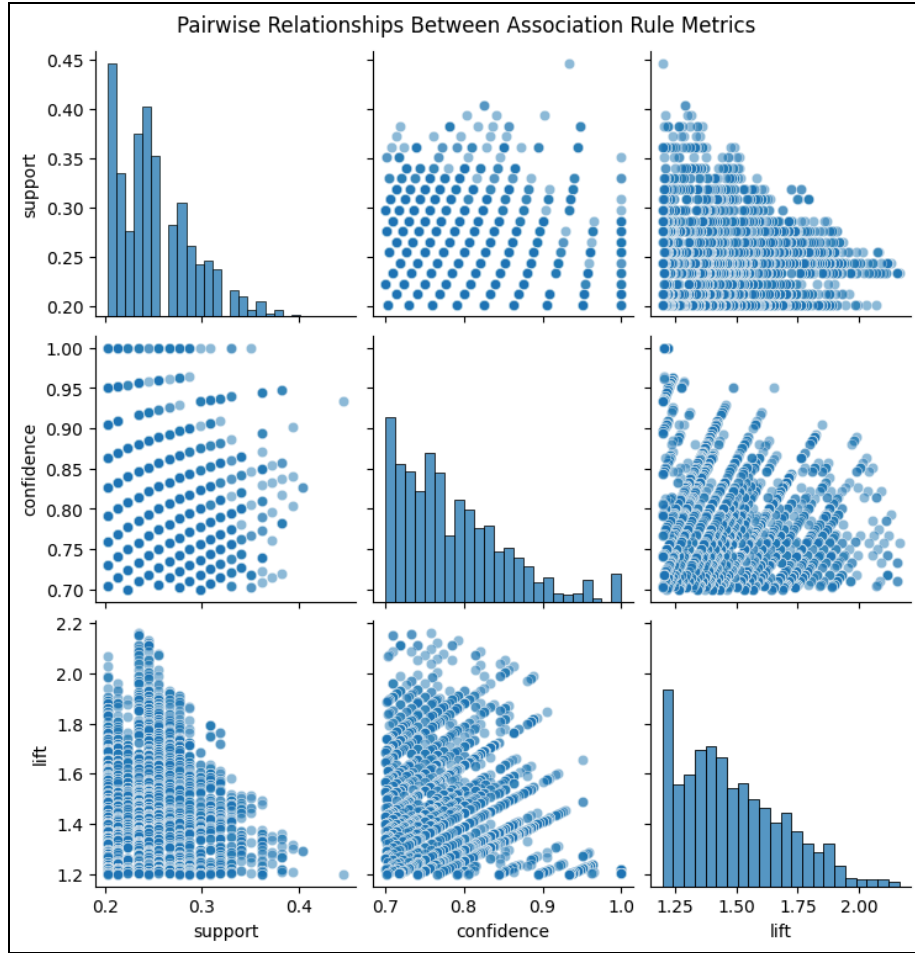 Pairwise Relationships Between Association Rule Metrics
0.45
0.40
0.35
0.30
0.25
0.20
support
1.00
0.95
0.90
0.85
0.80
0.75
0.70
confidence
2.2
2.0
1.8
1.6
1.4
1.2
lift
0.2 0.3 0.4
support
0.7 0.8 0.9 1.0
confidence
1.25 1.50 1.75 2.00
lift